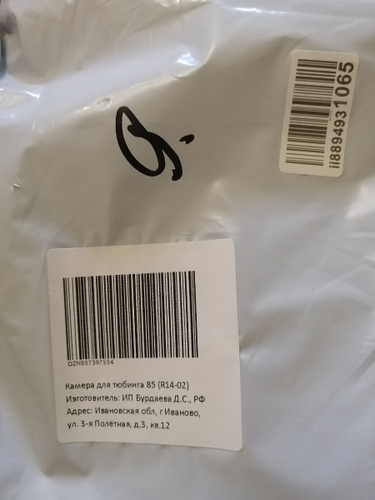 ii8894931065
OZN857397554
Камера для тюбинга 85 (R14-02)
Изготовитель: ИП Бурдаева Д.С., РФ
Адрес: Ивановская обл, г Иваново,
ул. 3-я Полётная, д.3, кв.12